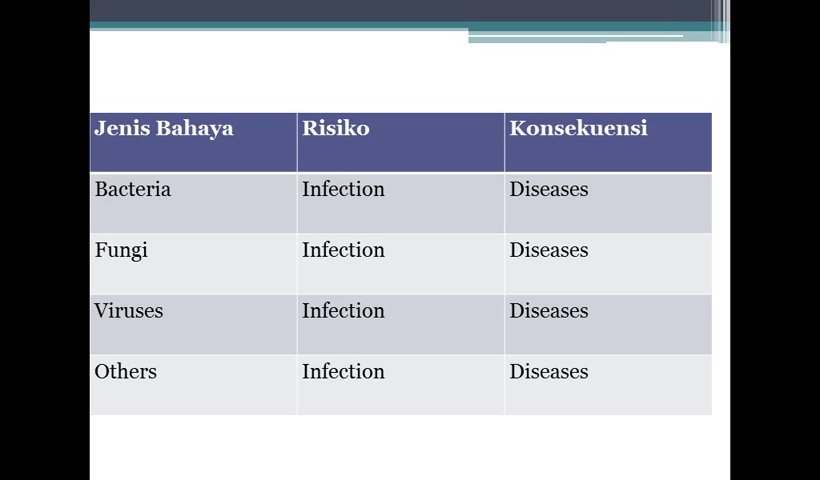 Jenis Bahaya Risiko Konsekuensi
Bacteria Infection Diseases
Fungi Infection Diseases
Viruses Infection Diseases
Others Infection Diseases